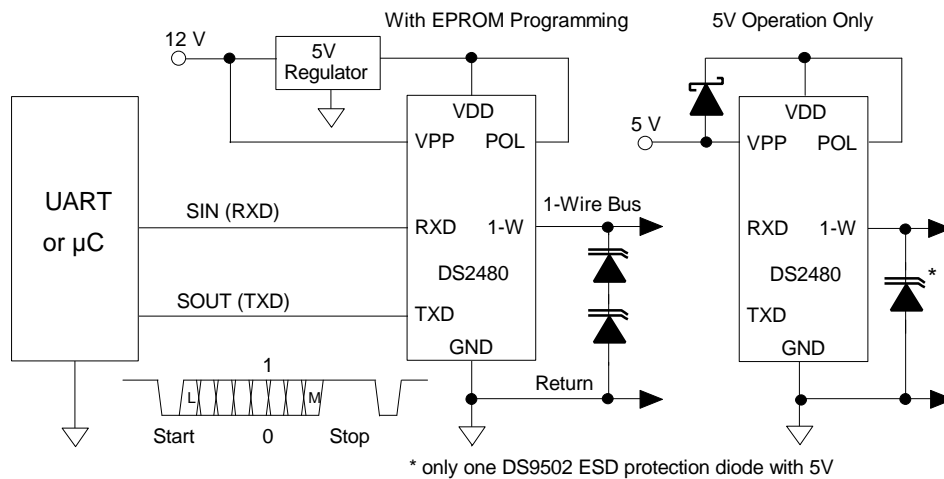 With EPROM Programming
5V Operation Only
12 V
5V
Regulator
VDD
VPP
POL
UART
or µC
SIN (RXD)
RXD
1-W
1-Wire Bus
DS2480
SOUT (TXD)
TXD
GND
1
L
M
Start
0
Stop
Return
5 V
VDD
VPP
POL
RXD
1-W
DS2480
*
TXD
GND
* only one DS9502 ESD protection diode with 5V